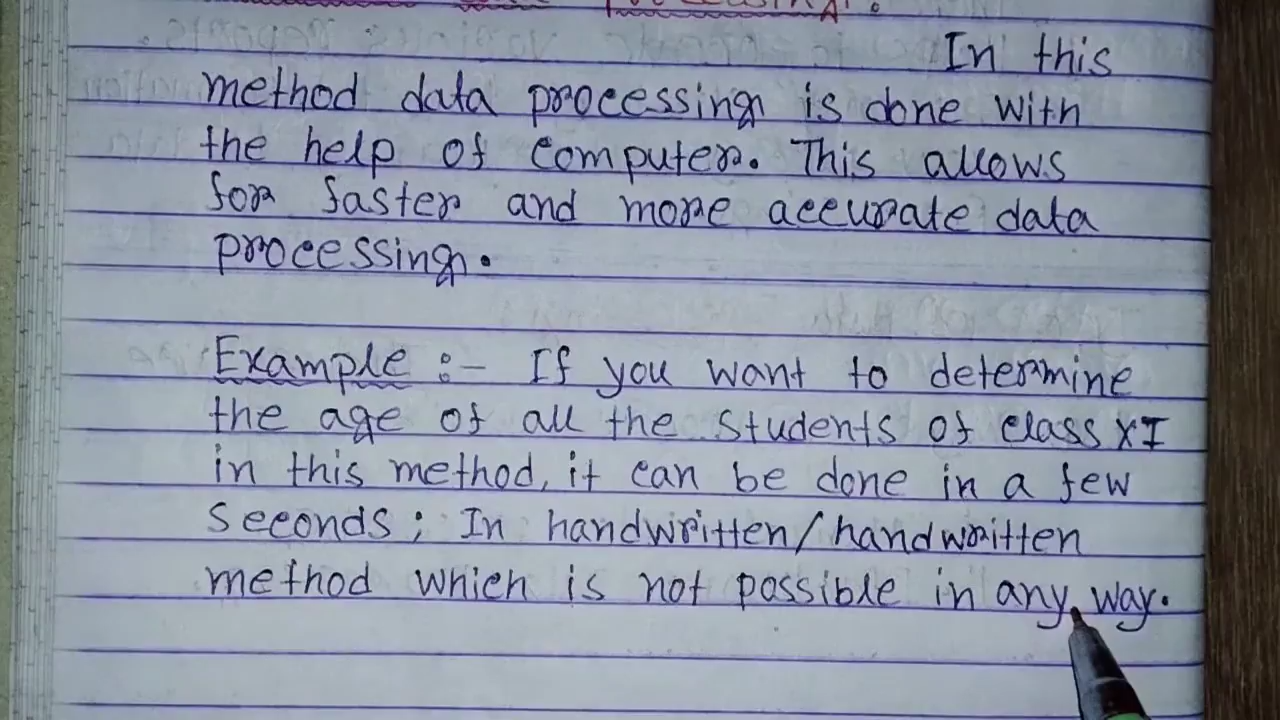 In this
method data processing is done with
the help of computer. This allows
for faster and more accurate data
processing.
Example :- If you want to determine
the age of all the students of class XI
in this method, it can be done in a few
seconds; In handwritten/handwritten
method which is not possible in any way.